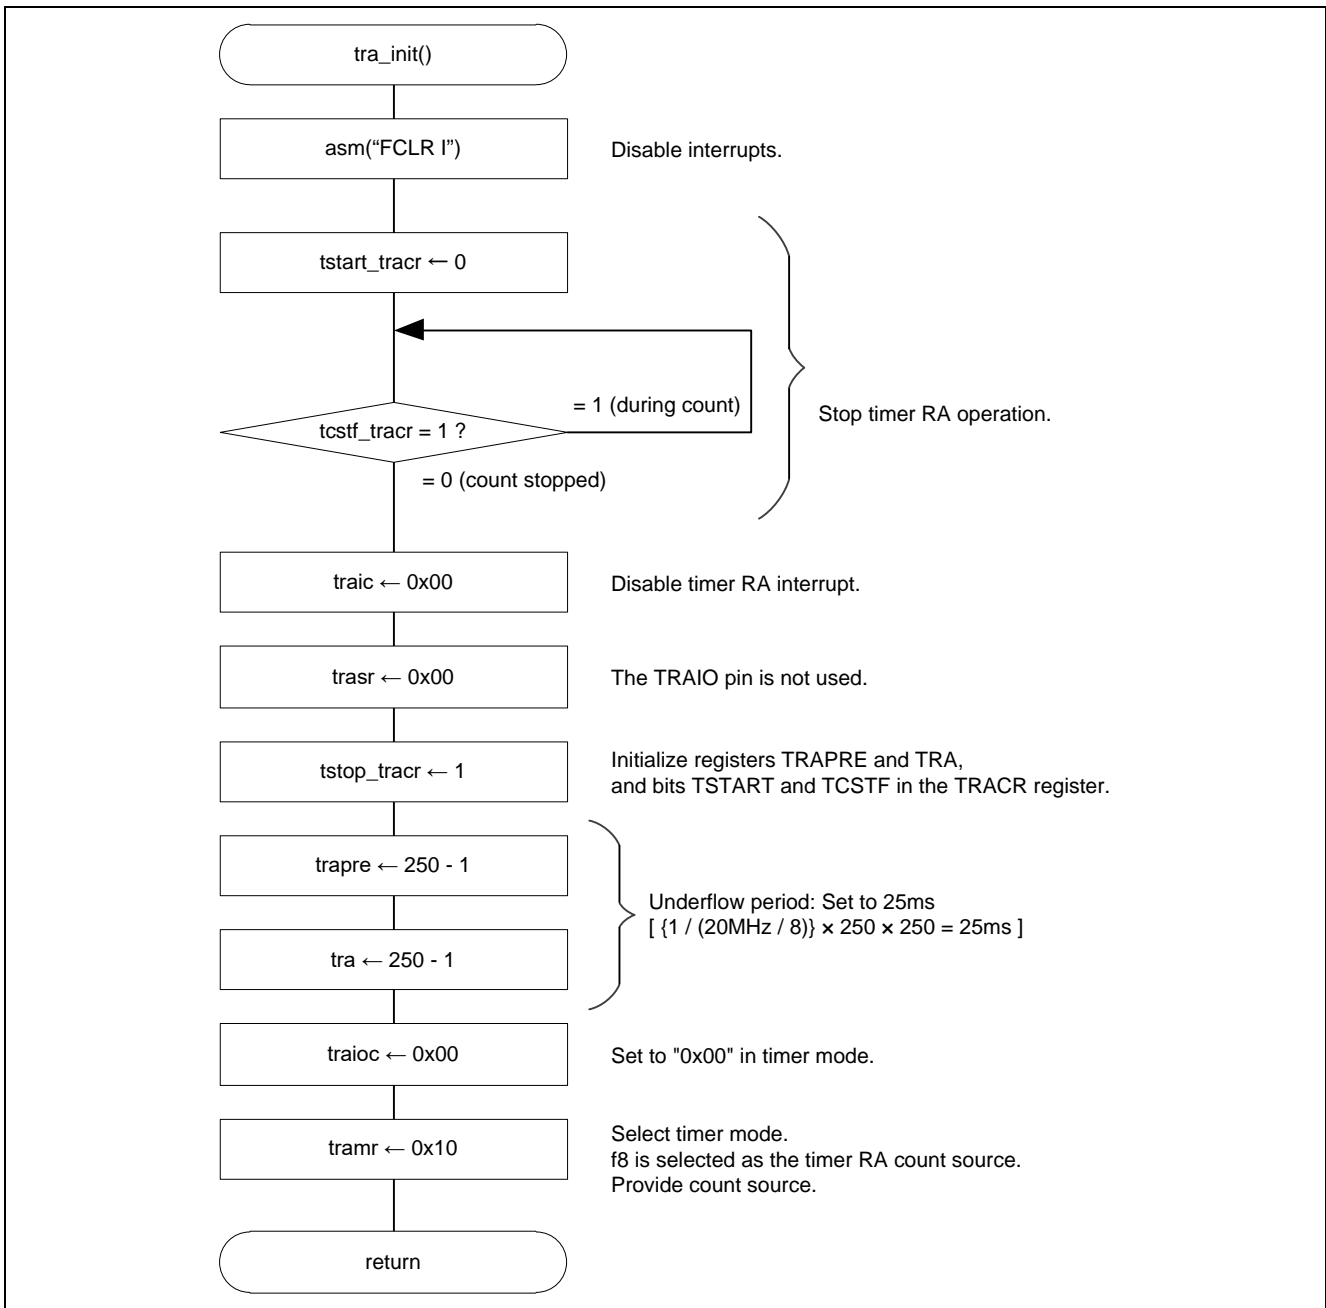 tra_init()
asm(“FCLR I”)
Disable interrupts.
tstart_tracr ← 0
= 1 (during count)
Stop timer RA operation.
tcstf_tracr = 1 ?
= 0 (count stopped)
traic ← 0x00
Disable timer RA interrupt.
trasr ← 0x00
The TRAIO pin is not used.
tstop_tracr ← 1
Initialize registers TRAPRE and TRA,
and bits TSTART and TCSTF in the TRACR register.
trapre ← 250 - 1
Underflow period: Set to 25ms
[ {1 / (20MHz / 8)} × 250 × 250 = 25ms ]
tra ← 250 - 1
traioc ← 0x00
Set to "0x00" in timer mode.
tramr ← 0x10
Select timer mode.
f8 is selected as the timer RA count source.
Provide count source.
return